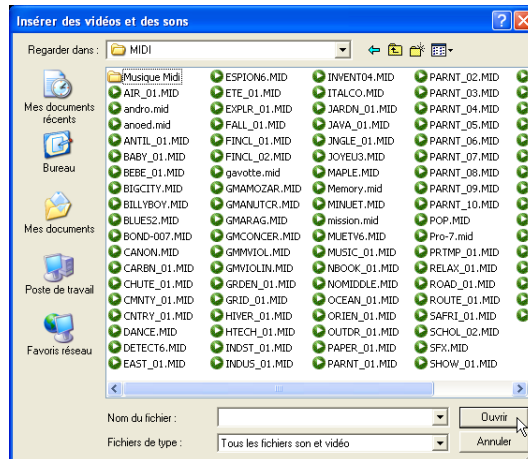 Insérer des vidéos et des sons
Regarder dans :
MIDI
Mes documents
récents
Bureau
Mes documents
Poste de travail
Favoris réseau
Musique Midi
AIR_01.MID
andro.mid
anoed.mid
ANTIL_01.MID
BABY_01.MID
BEBE_01.MID
BIGCITY.MID
BILLYBOY.MID
BLUES2.MID
BOND-007.MID
CANON.MID
CARBN_01.MID
CHUTE_01.MID
CMNTY_01.MID
CNTRY_01.MID
DANCE.MID
DETECT6.MID
EAST_01.MID
ESPION6.MID
ETE_01.MID
EXPLR_01.MID
FALL_01.MID
FINCL_01.MID
FINCL_02.MID
gavotte.mid
GMAMOZAR.MID
GMANUTCR.MID
GMARAG.MID
GMCONCER.MID
GMMVIOL.MID
GMVIOLIN.MID
GRDEN_01.MID
GRID_01.MID
HIVER_01.MID
HTECH_01.MID
INDST_01.MID
INDUS_01.MID
INVENT04.MID
ITALCO.MID
JARDN_01.MID
JAVA_01.MID
JNGLE_01.MID
JOYEU3.MID
MAPLE.MID
Memory.mid
MINUET.MID
mission.mid
MUETV6.MID
MUSIC_01.MID
NBOOK_01.MID
NOMIDDLE.MID
OCEAN_01.MID
ORIEN_01.MID
OUTDR_01.MID
PAPER_01.MID
PARNT_01.MID
PARNT_02.MID
PARNT_03.MID
PARNT_04.MID
PARNT_05.MID
PARNT_06.MID
PARNT_07.MID
PARNT_08.MID
PARNT_09.MID
PARNT_10.MID
POP.MID
Pro-7.mid
PRTMP_01.MID
RELAX_01.MID
ROAD_01.MID
ROUTE_01.MID
SAFRI_01.MID
SCHOL_02.MID
SFX.MID
SHOW_01.MID
Nom du fichier :
Ouvrir
Fichiers de type :
Tous les fichiers son et vidéo
Annuler